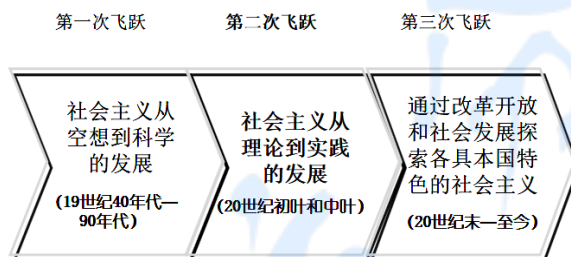 第一次飞跃
第二次飞跃
第三次飞跃
社会主义从
空想到科学
的发展
(19世纪40年代—
90年代)
社会主义从
理论到实践
的发展
(20世纪初叶和中叶)
通过改革开放
和社会发展探
索各具本国特
色的社会主义
(20世纪末—至今)